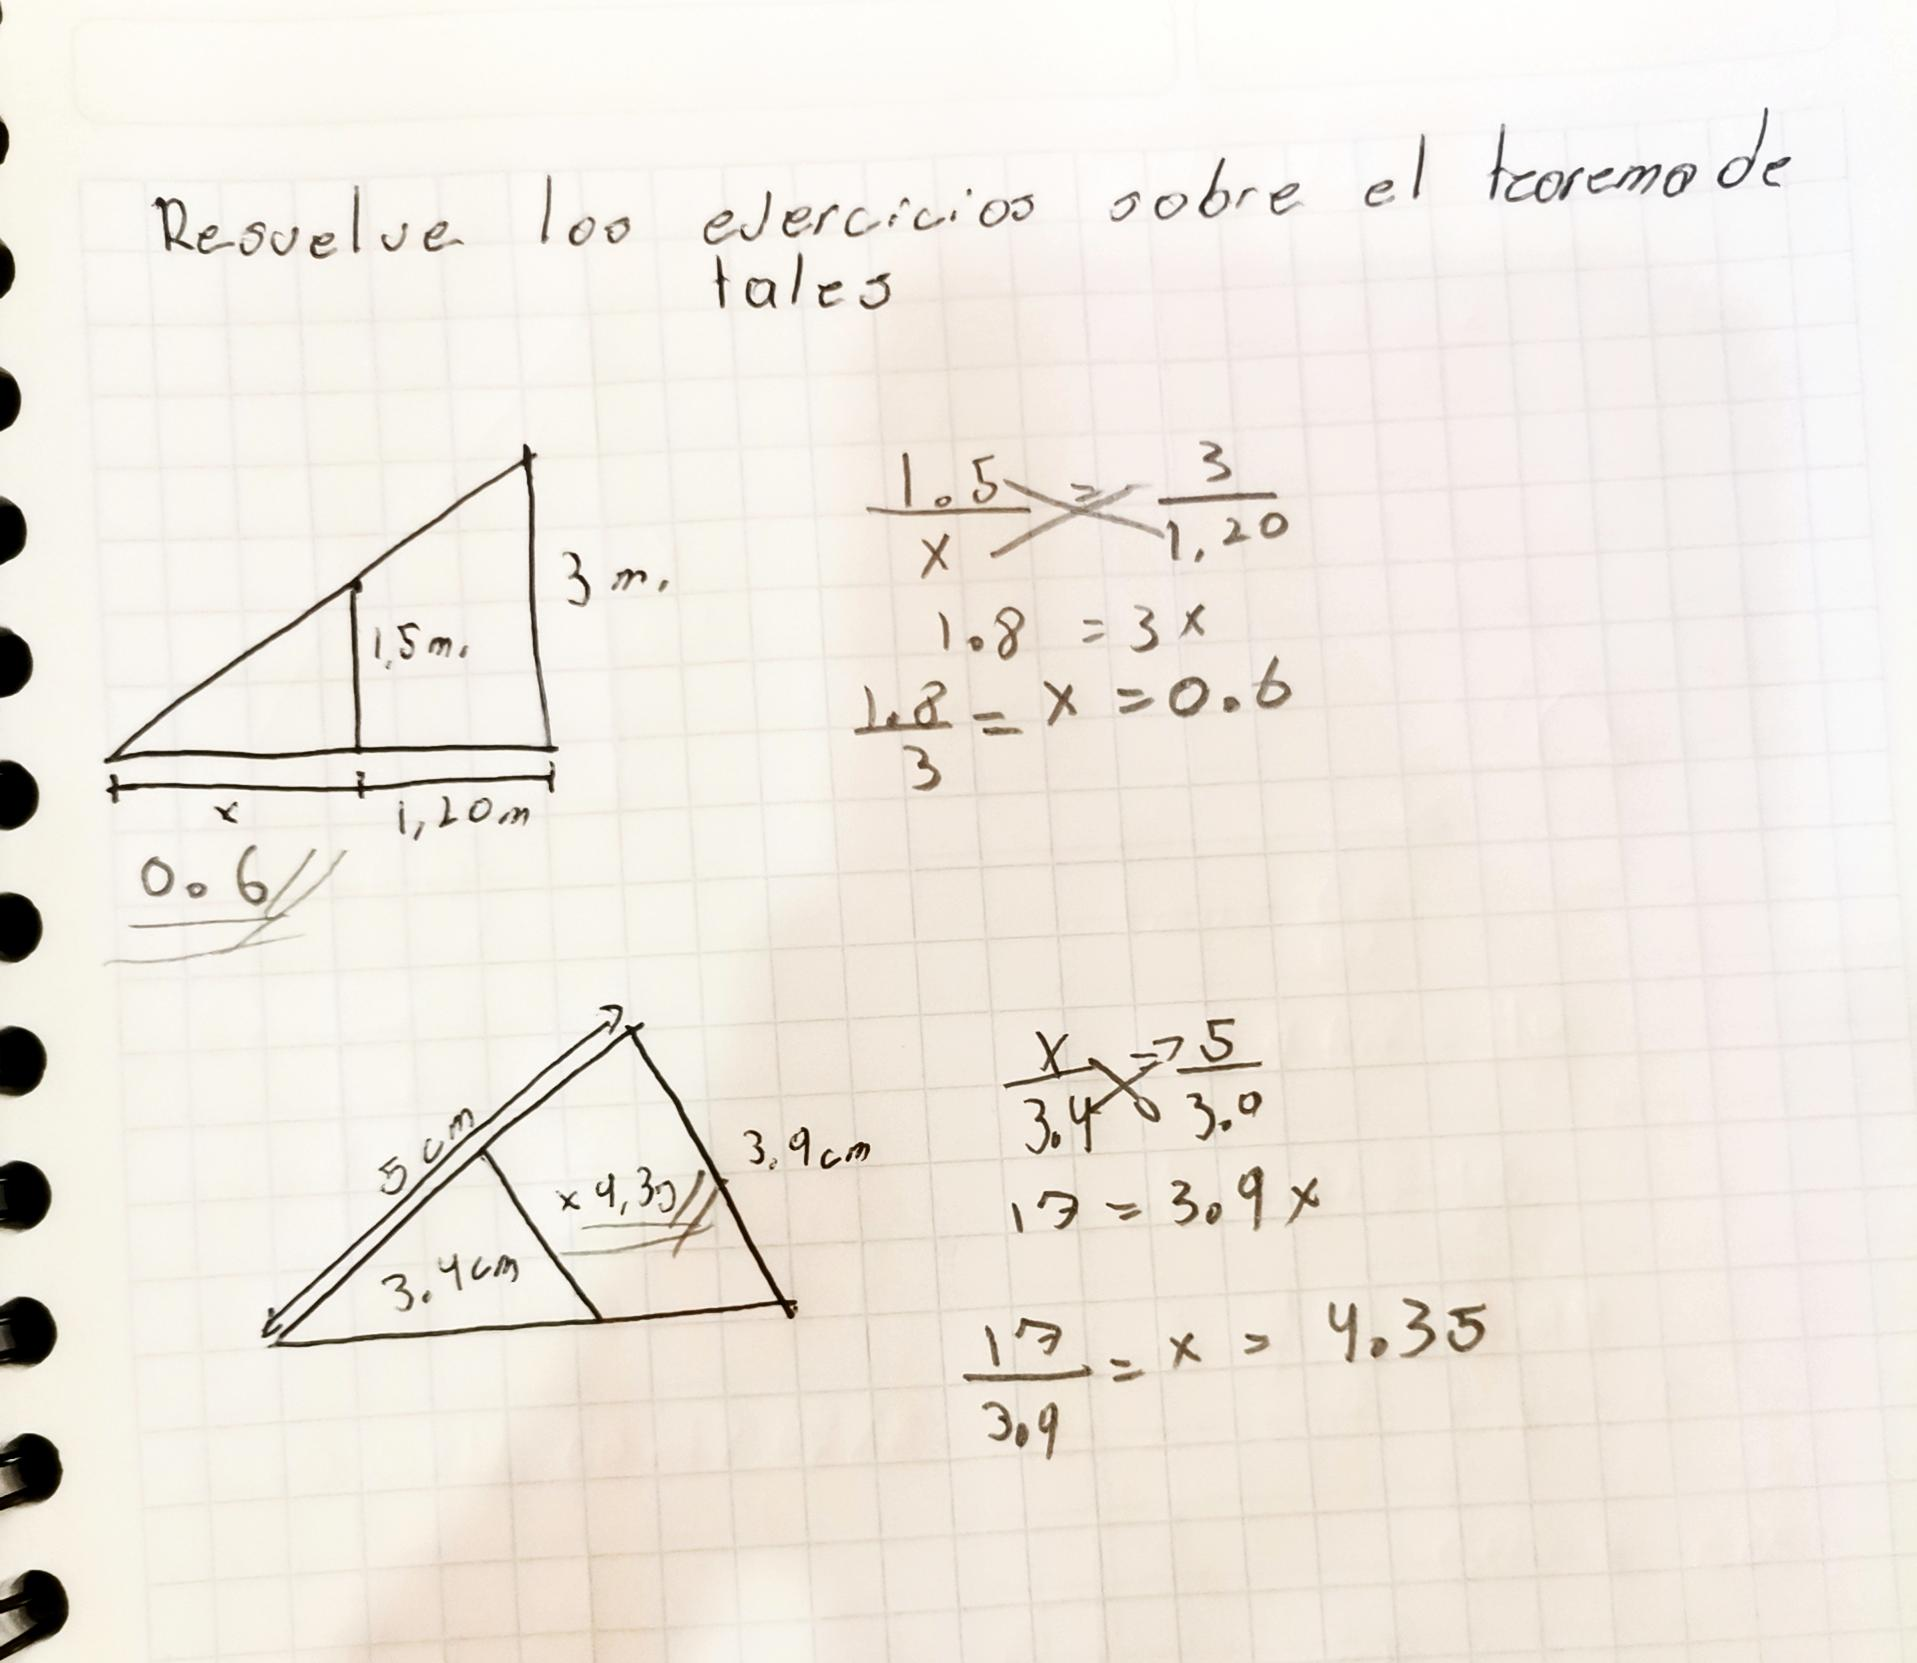 Resuelve los ejercicios sobre el teorema de
tales
1.5 = 3
x 1,20
3 m.
1,5 m.
1.8 = 3x
1.8 = x = 0.6
3
x 1,20 m
0.6
x = 5
3.4 3.9
5 cm
3.9 cm
x 4,35
3.4 cm
17 = 3.9 x
17 = x = 4.35
3.9